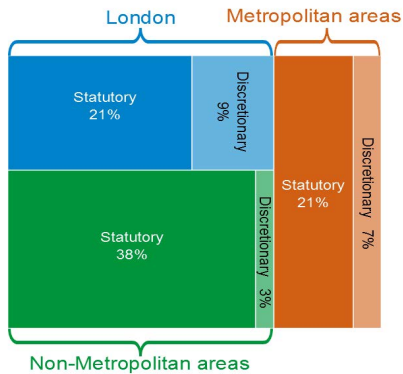 London
Metropolitan areas
Statutory
21%
Discretionary
9%
Statutory
38%
Discretionary 3%
Statutory
21%
Discretionary 7%
Non-Metropolitan areas